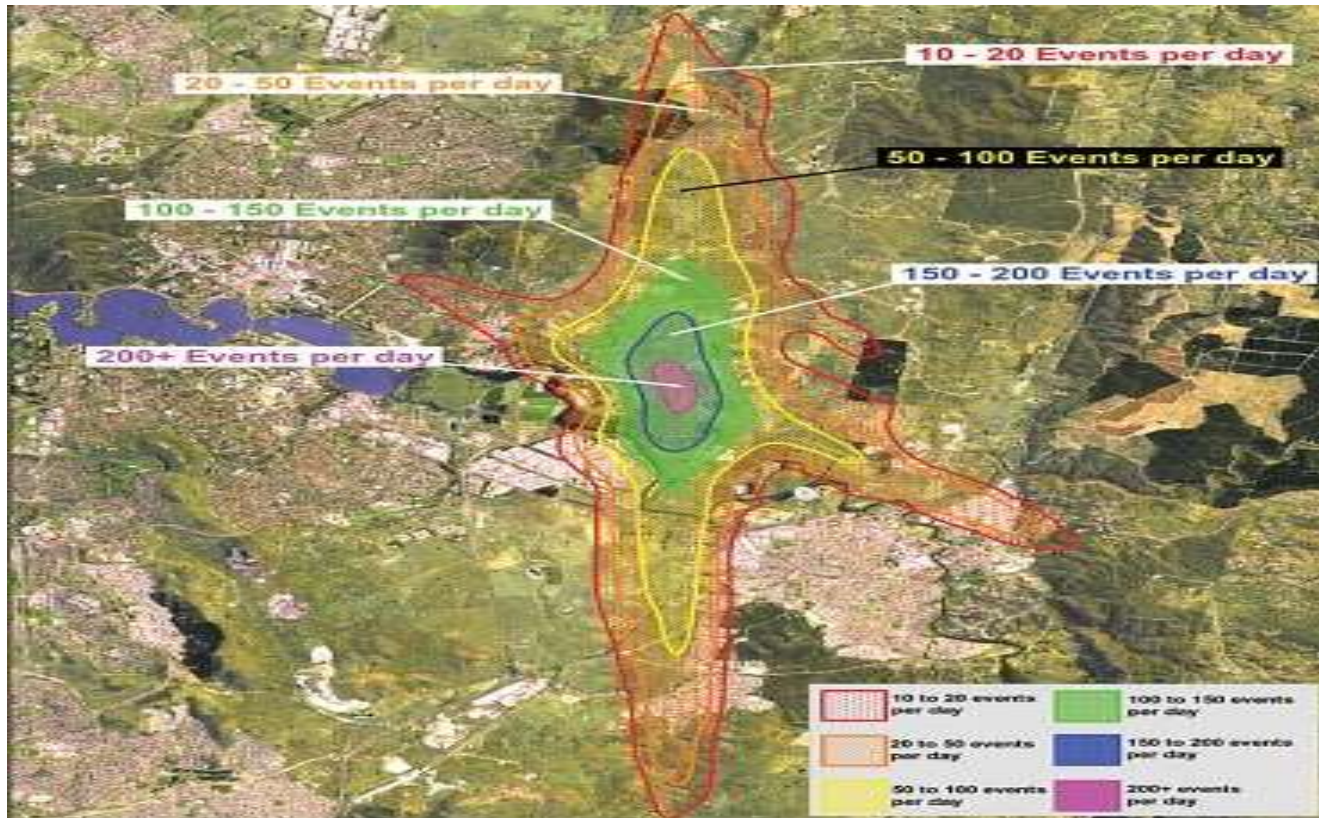 10 - 20 Events per day
20 - 50 Events per day
50 - 100 Events per day
100 - 150 Events per day
150 - 200 Events per day
200+ Events per day
10 to 20 events
per day
100 to 150 events
per day
20 to 50 events
per day
150 to 200 events
per day
50 to 100 events
per day
200+ events
per day